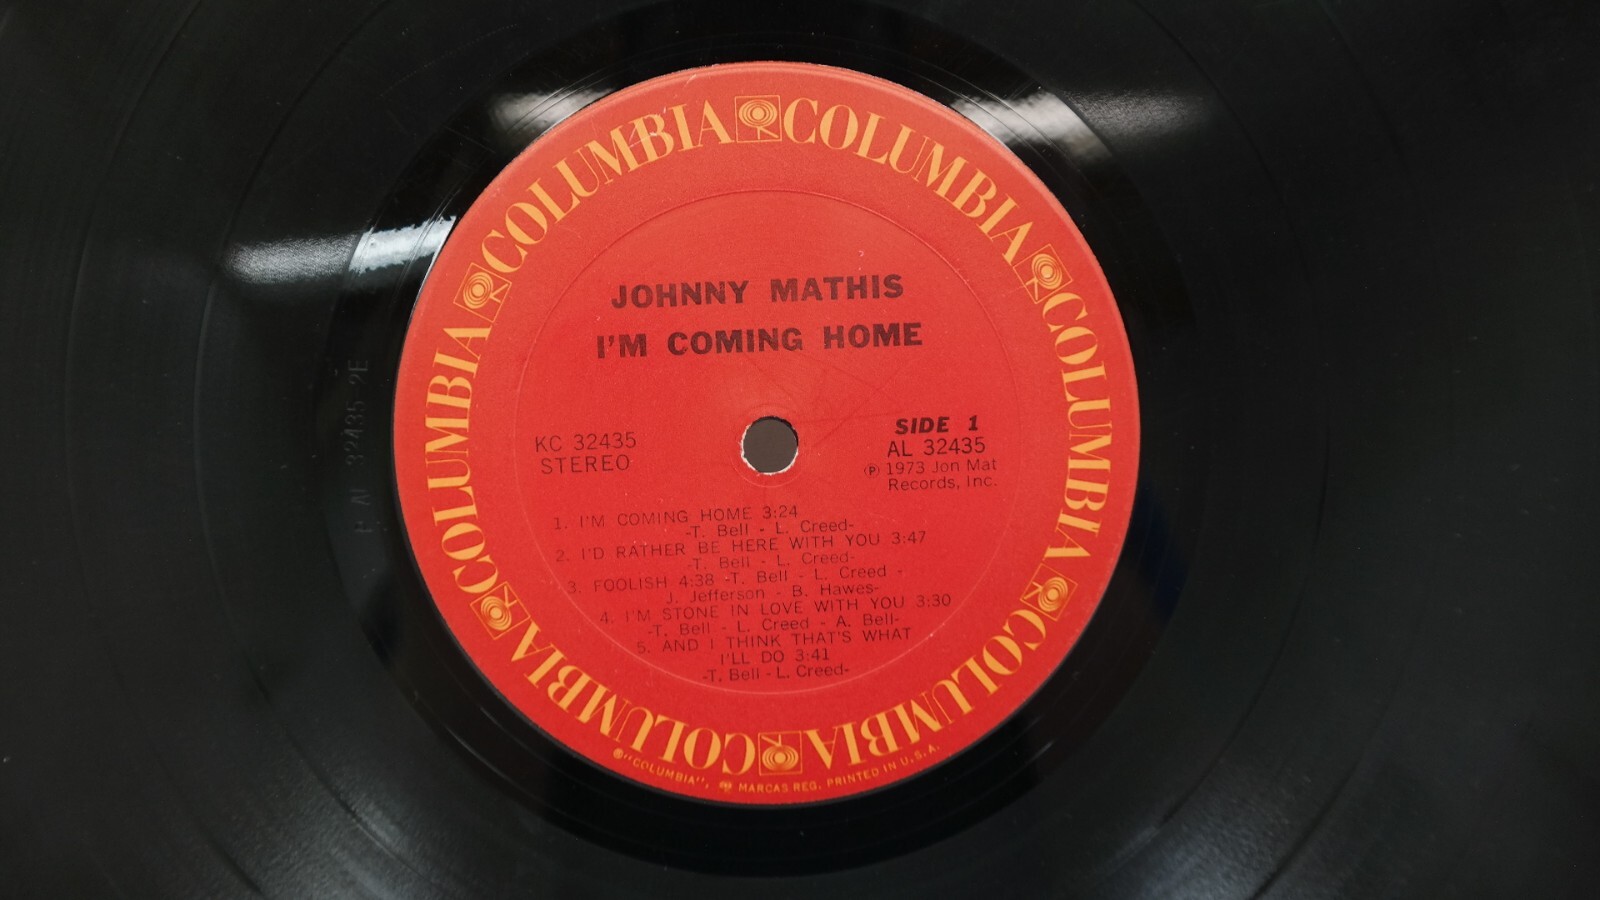 COLUMBIA COLUMBIA COLUMBIA COLUMBIA COLUMBIA COLUMBIA
JOHNNY MATHIS
I'M COMING HOME
KC 32435
STEREO
SIDE 1
AL 32435
℗ 1973 Jon Mat
Records, Inc.
1. I'M COMING HOME 3:24
-T. Bell - L. Creed-
2. I'D RATHER BE HERE WITH YOU 3:47
-T. Bell - L. Creed-
3. FOOLISH 4:38 -T. Bell - L. Creed -
J. Jefferson - B. Hawes-
4. I'M STONE IN LOVE WITH YOU 3:30
-T. Bell - L. Creed - A. Bell-
5. AND I THINK THAT'S WHAT
I'LL DO 3:41
-T. Bell - L. Creed-
®"COLUMBIA", MARCAS REG. PRINTED IN U.S.A.
P AL 32435 2E